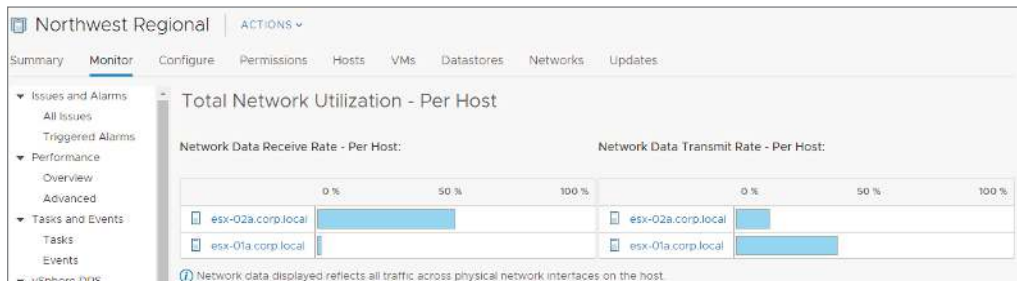 Northwest Regional ACTIONS
Summary Monitor Configure Permissions Hosts VMs Datastores Networks Updates
Issues and Alarms
All Issues
Triggered Alarms
Performance
Overview
Advanced
Tasks and Events
Tasks
Events
vSphere DRS
Total Network Utilization - Per Host
Network Data Receive Rate - Per Host:
0 % 50 % 100 %
esx-02a.corp.local
esx-01a.corp.local
Network Data Transmit Rate - Per Host:
0 % 50 % 100 %
esx-02a.corp.local
esx-01a.corp.local
Network data displayed reflects all traffic across physical network interfaces on the host.